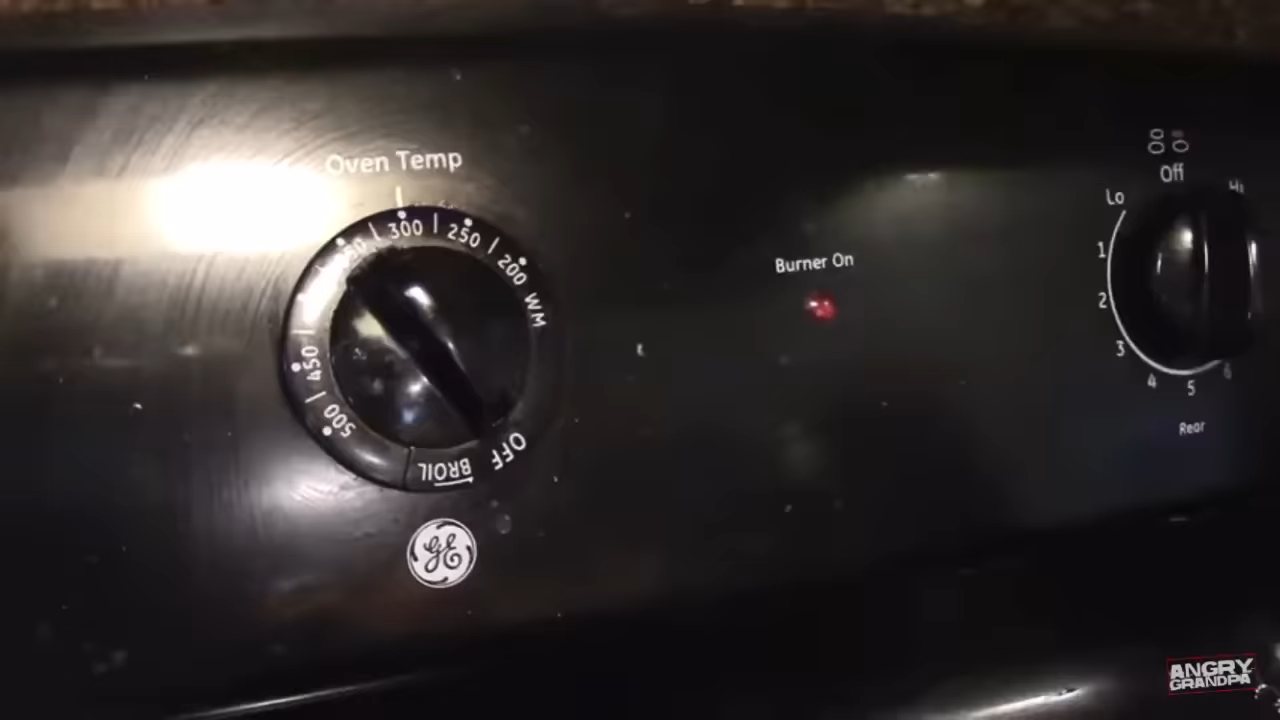 Oven Temp
300
250
200
WM
450
500
BROIL
OFF
GE
Burner On
Off
Lo
Hi
1
2
3
4
5
6
Rear
ANGRY
GRANDPA